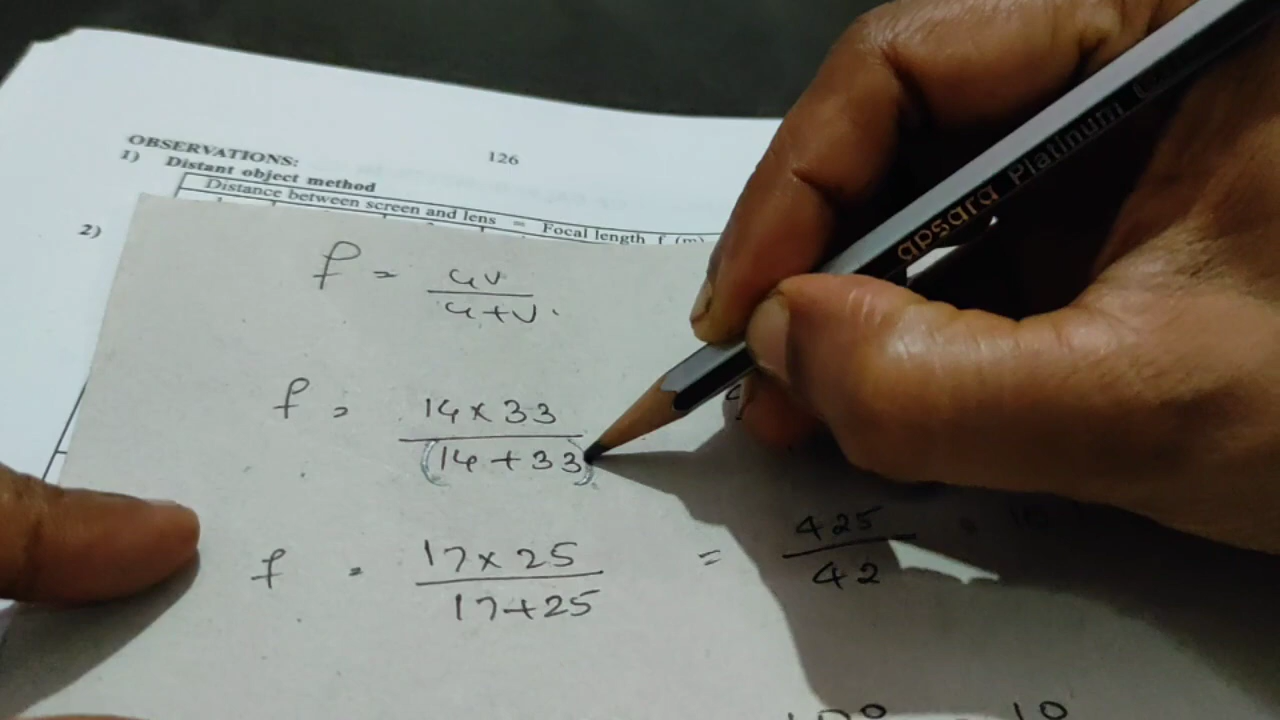 OBSERVATIONS:
126
1) Distant object method
Distance between screen and lens = Focal length f (m)
2)
f = uv
u+v.
f = 14 x 33
(14 + 33)
f = 17 x 25 = 425
17+25 42
10
apsara Platinum